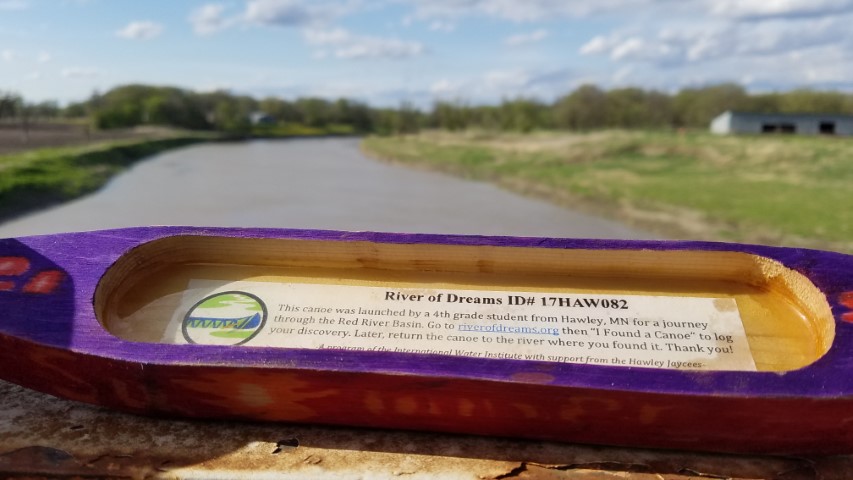 River of Dreams ID# 17HAW082
This canoe was launched by a 4th grade student from Hawley, MN for a journey
through the Red River Basin. Go to riverofdreams.org then "I Found a Canoe" to log
your discovery. Later, return the canoe to the river where you found it. Thank you!
A program of the International Water Institute with support from the Hawley Jaycees